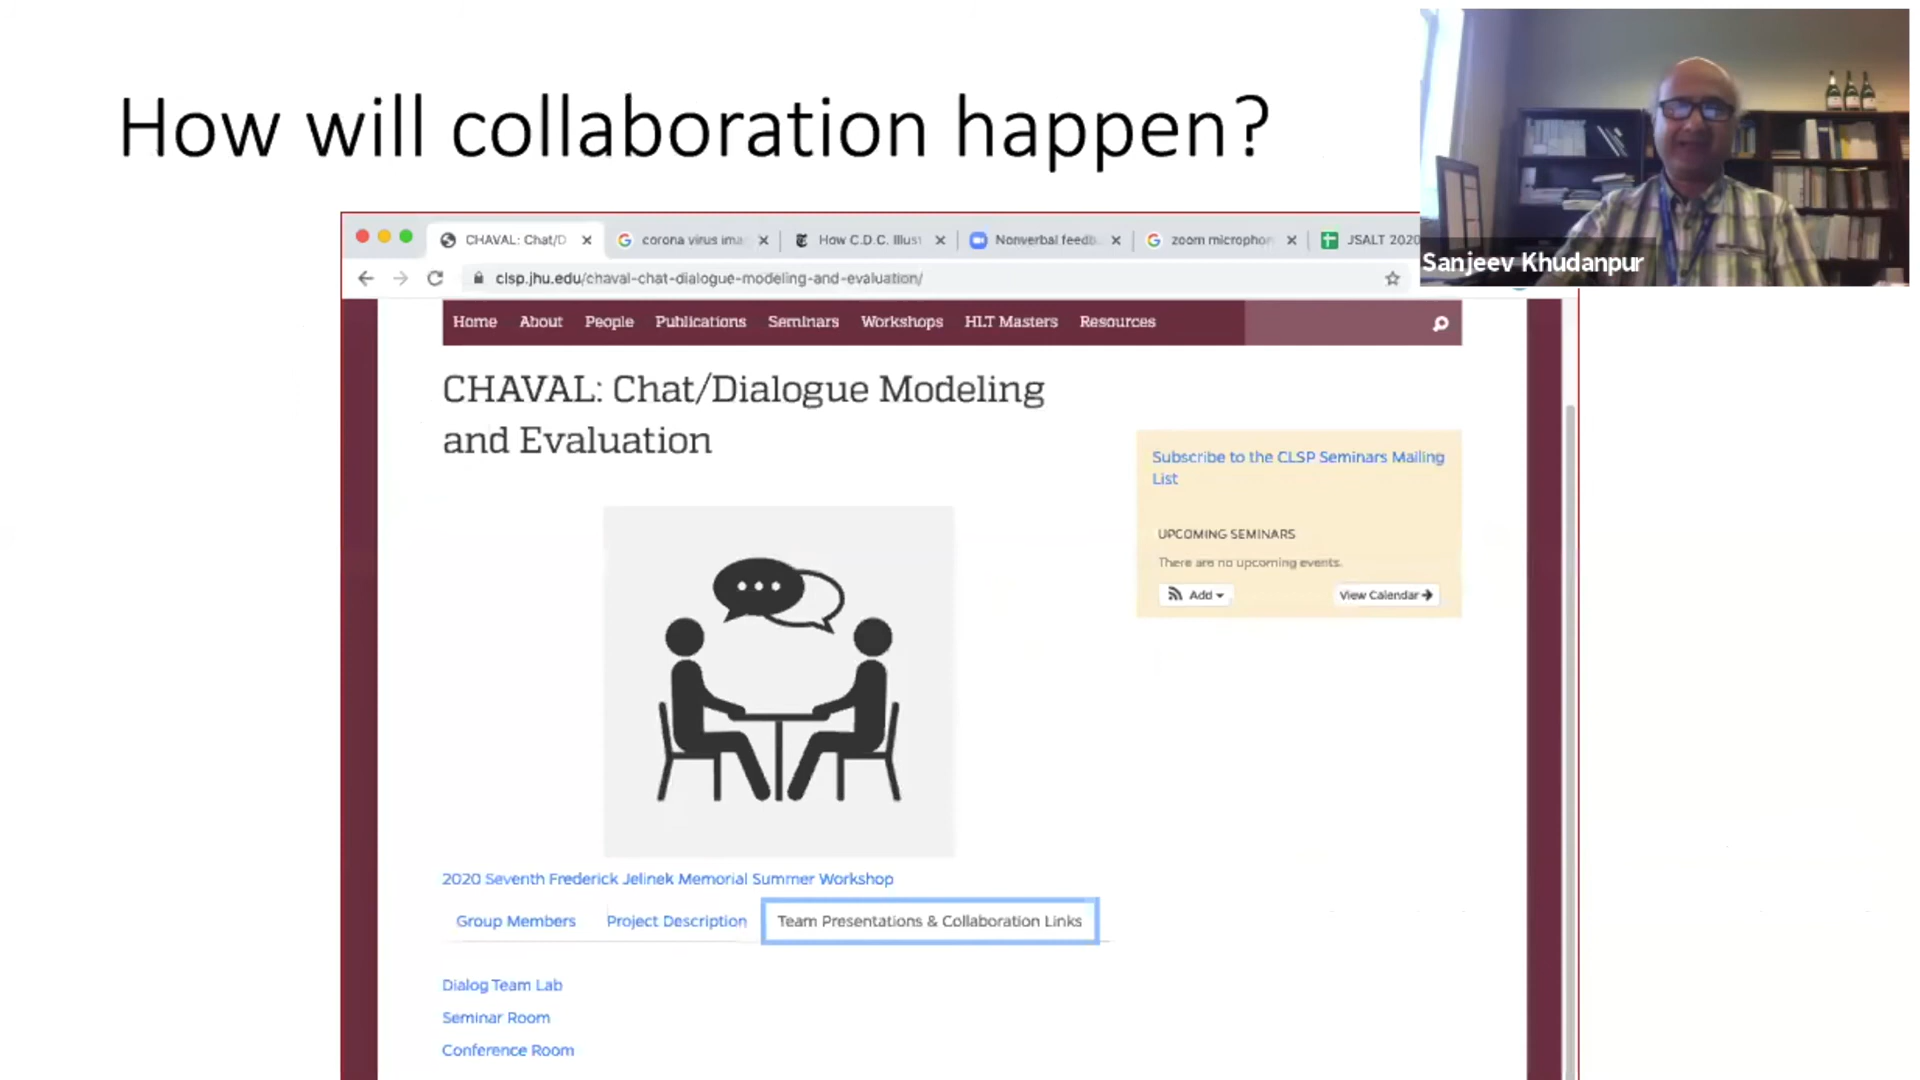 How will collaboration happen?
Sanjeev Khudanpur
CHAVAL: Chat/D
corona virus ima
How C.D.C. Illust
Nonverbal feedb
zoom microphon
JSALT 2020
clsp.jhu.edu/chaval-chat-dialogue-modeling-and-evaluation/
Home About People Publications Seminars Workshops HLT Masters Resources
CHAVAL: Chat/Dialogue Modeling
and Evaluation
Subscribe to the CLSP Seminars Mailing
List
UPCOMING SEMINARS
There are no upcoming events.
Add
View Calendar
2020 Seventh Frederick Jelinek Memorial Summer Workshop
Group Members Project Description Team Presentations & Collaboration Links
Dialog Team Lab
Seminar Room
Conference Room